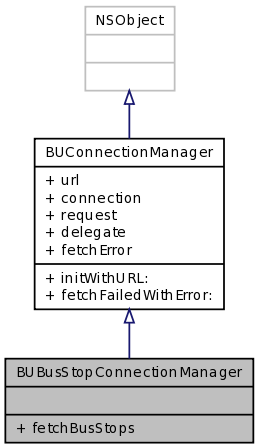 NSObject
BUConnectionManager
+ url
+ connection
+ request
+ delegate
+ fetchError
+ initWithURL:
+ fetchFailedWithError:
BUBusStopConnectionManager
+ fetchBusStops